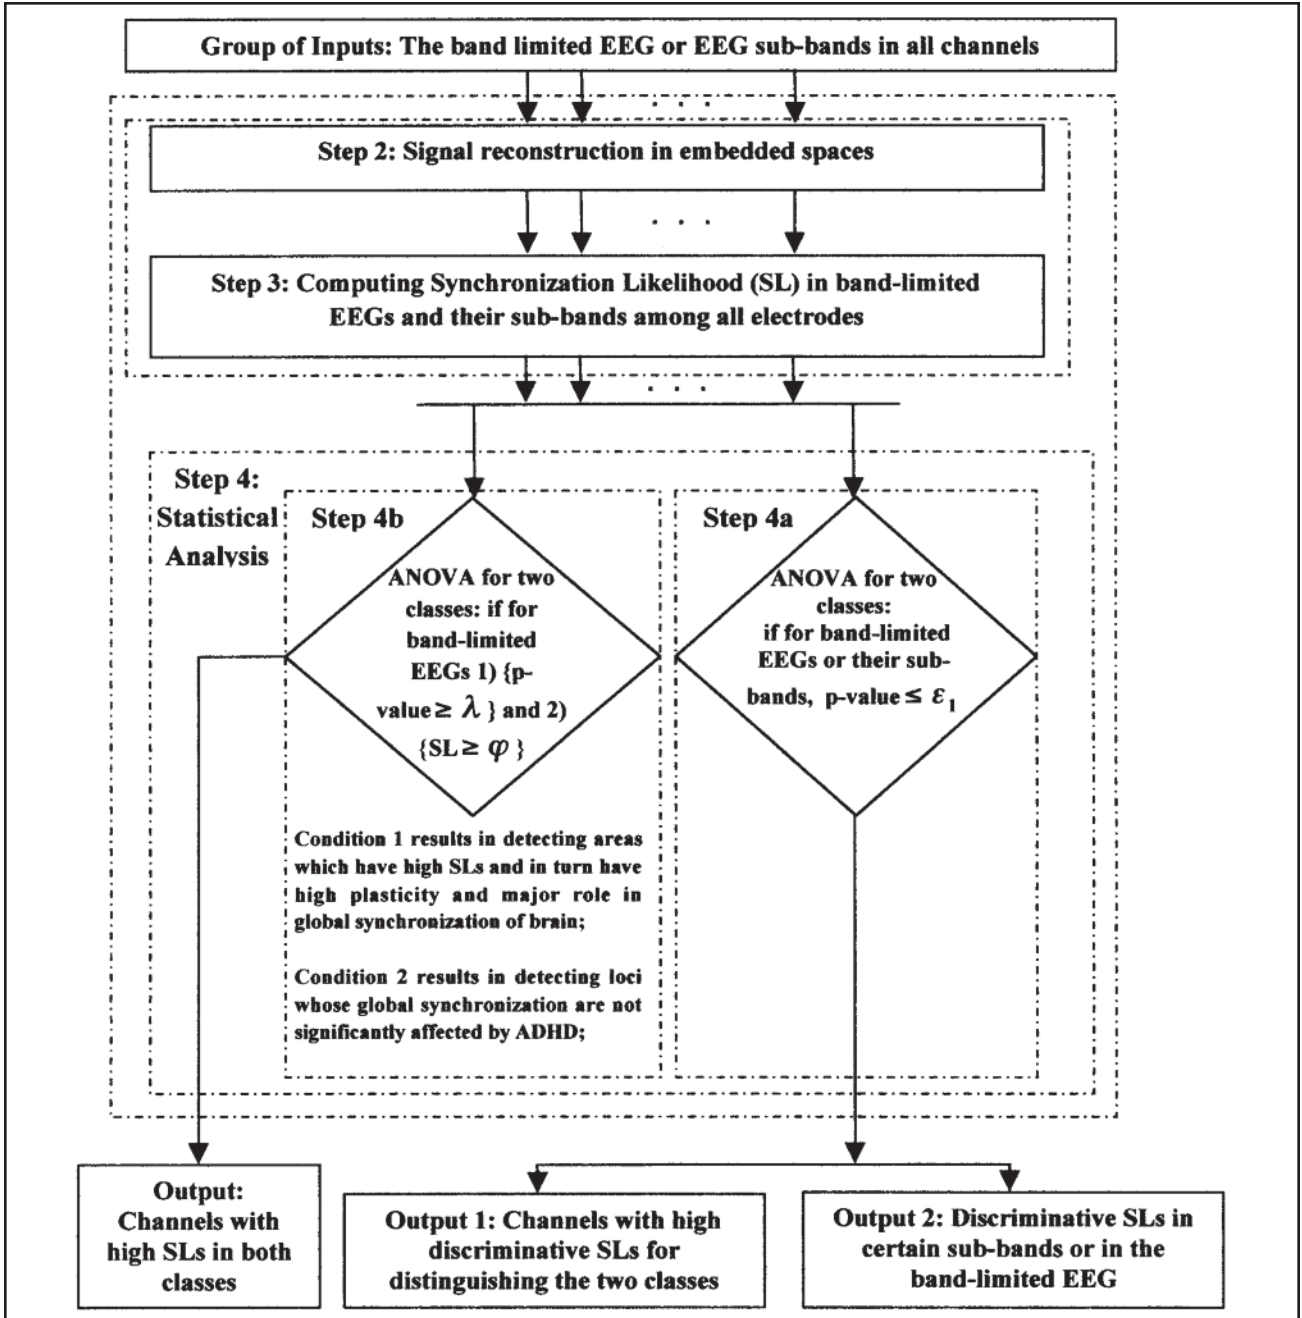 Group of Inputs: The band limited EEG or EEG sub-bands in all channels
. . .
Step 2: Signal reconstruction in embedded spaces
. . .
Step 3: Computing Synchronization Likelihood (SL) in band-limited
EEGs and their sub-bands among all electrodes
. . .
Step 4:
Statistical
Analysis
Step 4b
ANOVA for two
classes: if for
band-limited
EEGs 1) {p-
value ≥ λ } and 2)
{SL ≥ φ }
Condition 1 results in detecting areas
which have high SLs and in turn have
high plasticity and major role in
global synchronization of brain;
Condition 2 results in detecting loci
whose global synchronization are not
significantly affected by ADHD;
Step 4a
ANOVA for two
classes:
if for band-limited
EEGs or their sub-
bands, p-value ≤ ε₁
Output:
Channels with
high SLs in both
classes
Output 1: Channels with high
discriminative SLs for
distinguishing the two classes
Output 2: Discriminative SLs in
certain sub-bands or in the
band-limited EEG